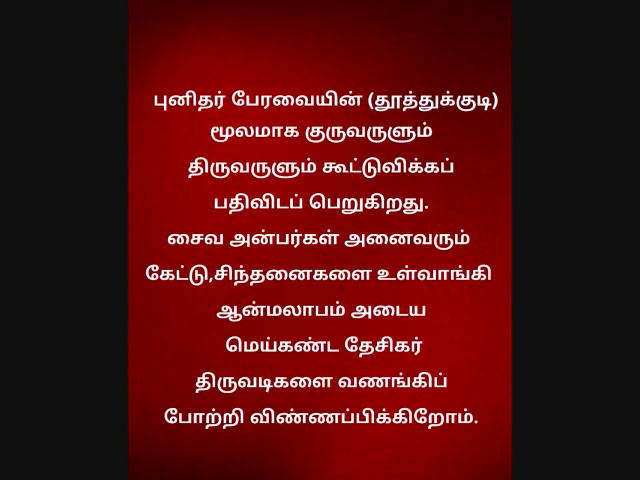 புனிதர் பேரவையின் (தூத்துக்குடி)
மூலமாக குருவருளும்
திருவருளும் கூட்டுவிக்கப்
பதிவிடப் பெறுகிறது.
சைவ அன்பர்கள் அனைவரும்
கேட்டு,சிந்தனைகளை உள்வாங்கி
ஆன்மலாபம் அடைய
மெய்கண்ட தேசிகர்
திருவடிகளை வணங்கிப்
போற்றி விண்ணப்பிக்கிறோம்.